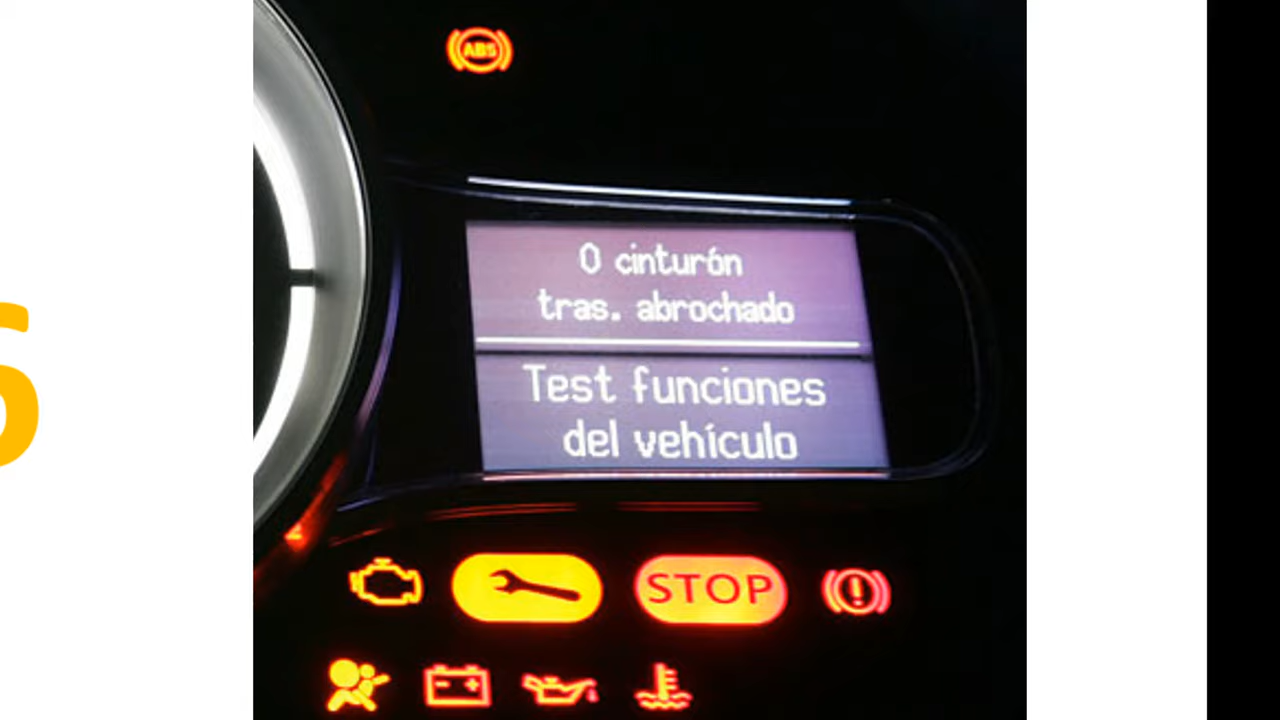 ABS
0 cinturón
tras. abrochado
Test funciones
del vehículo
STOP